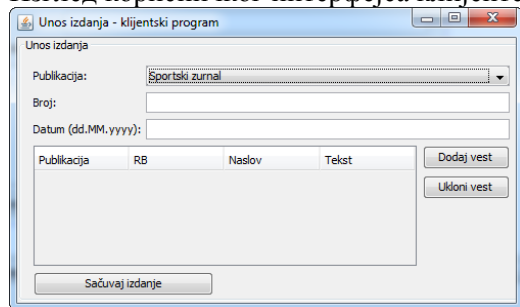 Unos izdanja - klijentski program
Unos izdanja
Publikacija: Sportski zurnal
Broj:
Datum (dd.MM.yyyy):
Publikacija RB Naslov Tekst
Dodaj vest
Ukloni vest
Sačuvaj izdanje